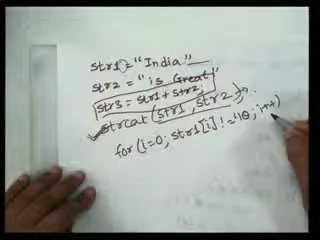 str1 = "India"
str2 = "is Great"
str3 = str1 + str2;
strcat (str1, str2);
for (i=0; str1[i] != '\0; i++)